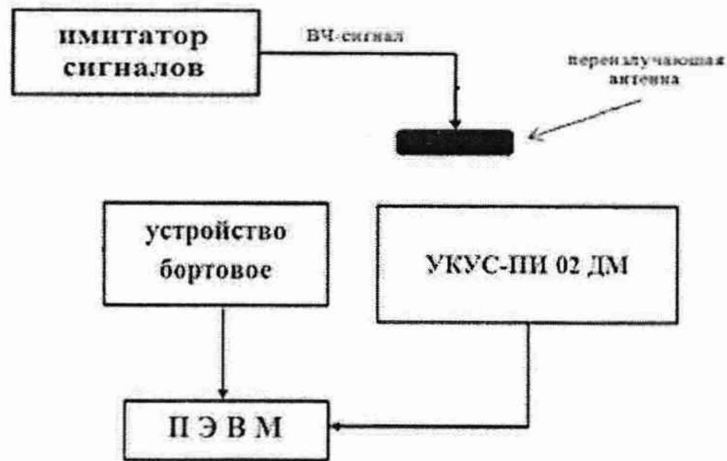 имитатор
сигналов
ВЧ-сигнал
переизлучающая
антенна
устройство
бортовое
УКУС-ПИ 02 ДМ
П Э В М